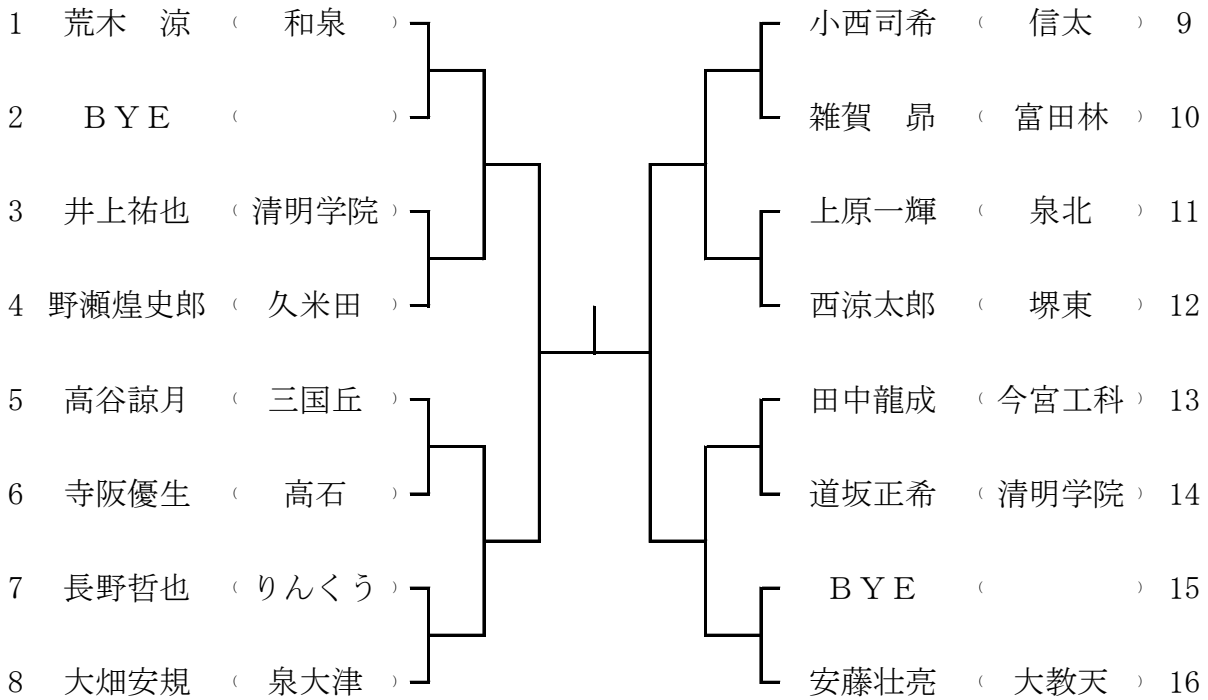 1 荒木　涼 （ 和泉 ）
2 ＢＹＥ （ ）
3 井上祐也 （ 清明学院 ）
4 野瀬煌史郎 （ 久米田 ）
5 高谷諒月 （ 三国丘 ）
6 寺阪優生 （ 高石 ）
7 長野哲也 （ りんくう ）
8 大畑安規 （ 泉大津 ）
小西司希 （ 信太 ） 9
雑賀　昴 （ 富田林 ） 10
上原一輝 （ 泉北 ） 11
西涼太郎 （ 堺東 ） 12
田中龍成 （ 今宮工科 ） 13
道坂正希 （ 清明学院 ） 14
ＢＹＥ （ ） 15
安藤壮亮 （ 大教天 ） 16